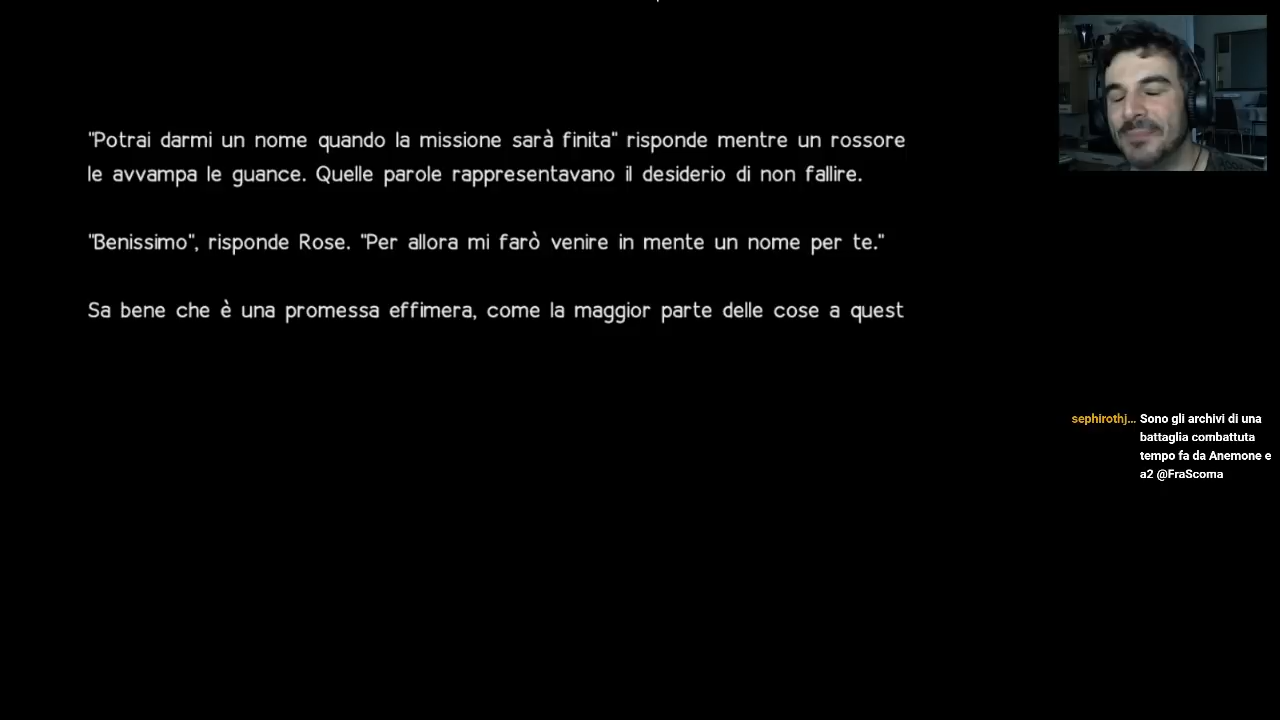 "Potrai darmi un nome quando la missione sarà finita" risponde mentre un rossore
le avvampa le guance. Quelle parole rappresentavano il desiderio di non fallire.
"Benissimo", risponde Rose. "Per allora mi farò venire in mente un nome per te."
Sa bene che è una promessa effimera, come la maggior parte delle cose a quest
sephirothj... Sono gli archivi di una
battaglia combattuta
tempo fa da Anemone e
a2 @FraScoma